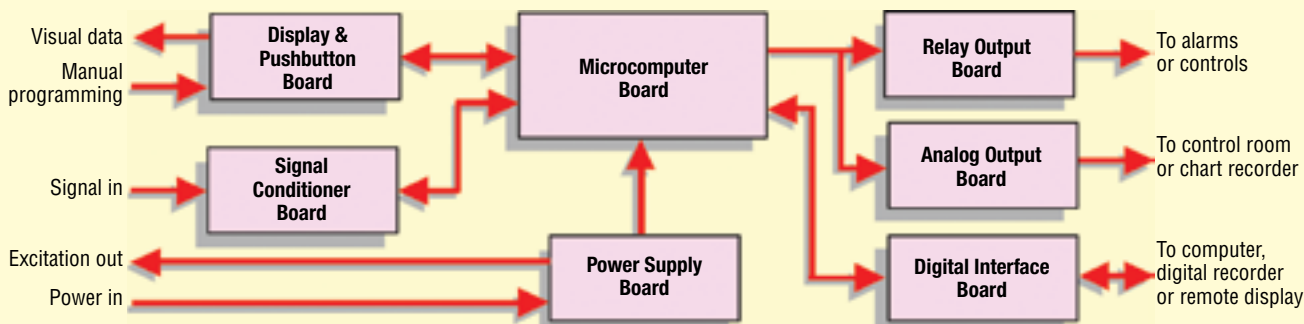 Visual data
Manual
programming
Signal in
Excitation out
Power in
Display &
Pushbutton
Board
Signal
Conditioner
Board
Microcomputer
Board
Power Supply
Board
Relay Output
Board
Analog Output
Board
Digital Interface
Board
To alarms
or controls
To control room
or chart recorder
To computer,
digital recorder
or remote display